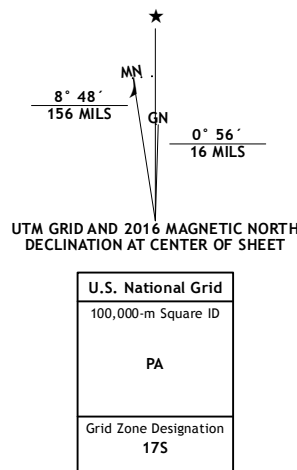 MN
8° 48´
156 MILS
GN
0° 56´
16 MILS
UTM GRID AND 2016 MAGNETIC NORTH
DECLINATION AT CENTER OF SHEET
U.S. National Grid
100,000-m Square ID
PA
Grid Zone Designation
17S